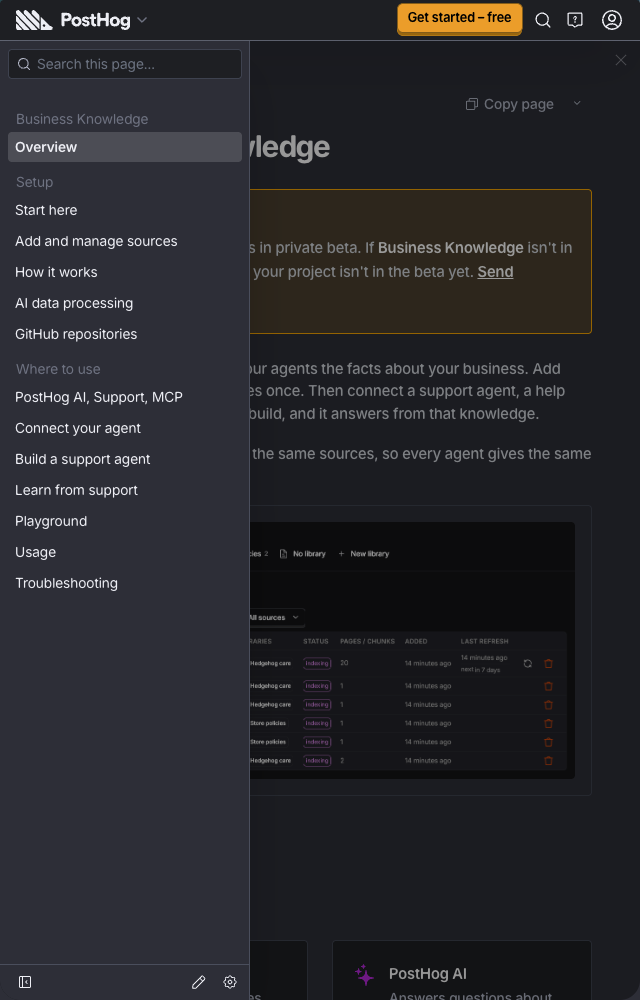 PostHog
Get started – free
Search this page...
Business Knowledge
Overview
Setup
Start here
Add and manage sources
How it works
AI data processing
GitHub repositories
Where to use
PostHog AI, Support, MCP
Connect your agent
Build a support agent
Learn from support
Playground
Usage
Troubleshooting
Copy page
ledge
s in private beta. If Business Knowledge isn't in
your project isn't in the beta yet. Send
our agents the facts about your business. Add
es once. Then connect a support agent, a help
build, and it answers from that knowledge.
the same sources, so every agent gives the same
cies 2 No library + New library
All sources
RARIES STATUS PAGES / CHUNKS ADDED LAST REFRESH
Hedgehog care Indexing 20 14 minutes ago 14 minutes ago
next in 7 days
Hedgehog care Indexing 1 14 minutes ago
Hedgehog care Indexing 1 14 minutes ago
Store policies Indexing 1 14 minutes ago
Store policies Indexing 1 14 minutes ago
Hedgehog care Indexing 2 14 minutes ago
PostHog AI
es
Answers questions about